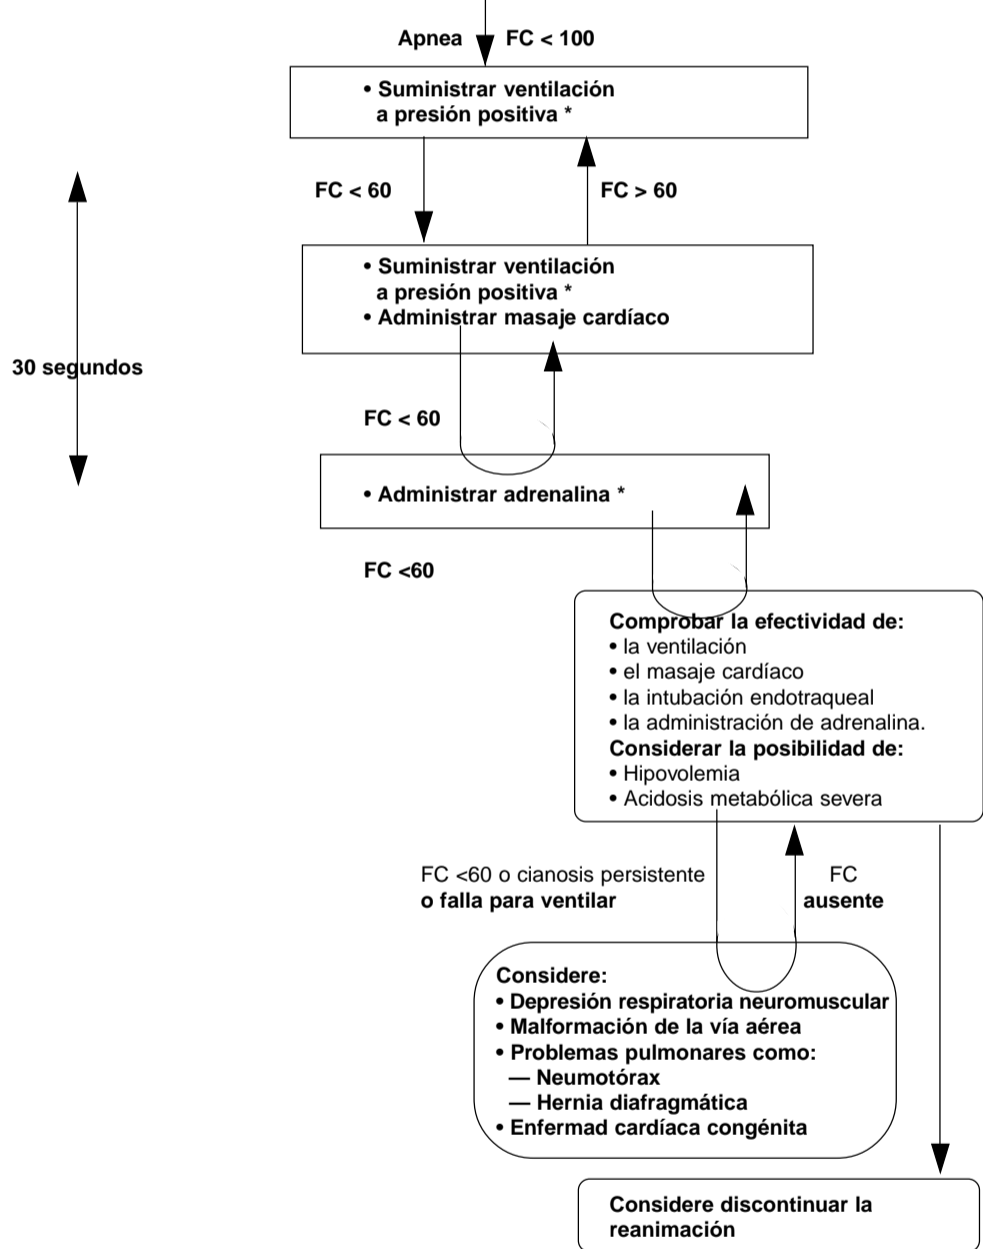 Apnea FC < 100
• Suministrar ventilación
a presión positiva *
FC < 60 FC > 60
• Suministrar ventilación
a presión positiva *
• Administrar masaje cardíaco
30 segundos
FC < 60
• Administrar adrenalina *
FC <60
Comprobar la efectividad de:
• la ventilación
• el masaje cardíaco
• la intubación endotraqueal
• la administración de adrenalina.
Considerar la posibilidad de:
• Hipovolemia
• Acidosis metabólica severa
FC <60 o cianosis persistente
o falla para ventilar
FC
ausente
Considere:
• Depresión respiratoria neuromuscular
• Malformación de la vía aérea
• Problemas pulmonares como:
— Neumotórax
— Hernia diafragmática
• Enfermad cardíaca congénita
Considere discontinuar la
reanimación